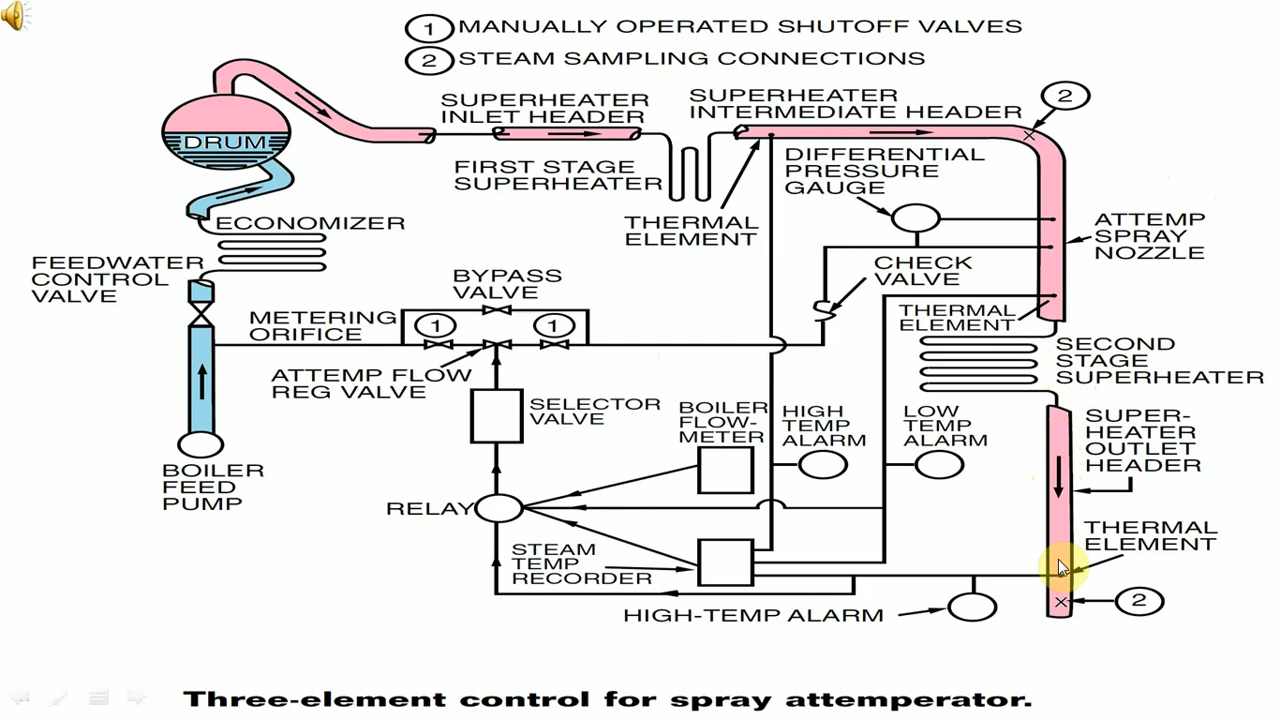 1 MANUALLY OPERATED SHUTOFF VALVES
2 STEAM SAMPLING CONNECTIONS
SUPERHEATER
INLET HEADER
SUPERHEATER
INTERMEDIATE HEADER
2
DRUM
FIRST STAGE
SUPERHEATER
DIFFERENTIAL
PRESSURE
GAUGE
THERMAL
ELEMENT
ATTEMP
SPRAY
NOZZLE
ECONOMIZER
FEEDWATER
CONTROL
VALVE
BYPASS
VALVE
CHECK
VALVE
METERING
ORIFICE
1
1
THERMAL
ELEMENT
SECOND
STAGE
SUPERHEATER
ATTEMP FLOW
REG VALVE
SELECTOR
VALVE
BOILER
FLOW-
METER
HIGH
TEMP
ALARM
LOW
TEMP
ALARM
SUPER-
HEATER
OUTLET
HEADER
BOILER
FEED
PUMP
RELAY
STEAM
TEMP
RECORDER
THERMAL
ELEMENT
HIGH-TEMP ALARM
2
Three-element control for spray attemperator.